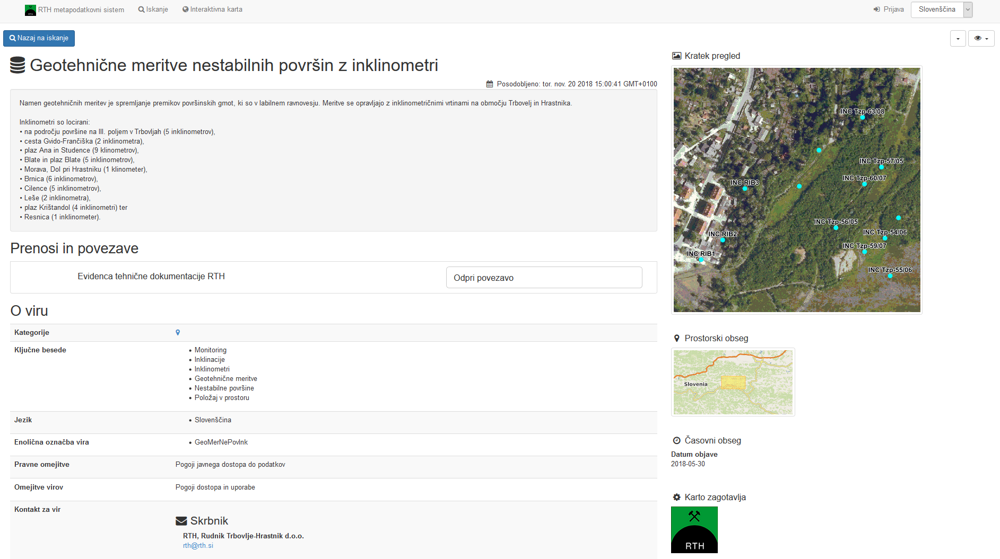 RTH metapodatkovni sistem
Iskanje
Interaktivna karta
Prijava
Slovenščina
Nazaj na iskanje
Geotehnične meritve nestabilnih površin z inklinometri
Posodobljeno: tor. nov. 20 2018 15:00:41 GMT+0100
Namen geotehničnih meritev je spremljanje premikov površinskih gmot, ki so v labilnem ravnovesju. Meritve se opravljajo z inklinometričnimi vrtinami na območju Trbovelj in Hrastnika.
Inklinometri so locirani:
• na področju površine na III. poljem v Trbovljah (5 inklinometrov),
• cesta Gvido-Frančiška (2 inklinometra),
• plaz Ana in Studence (9 klinometrov),
• Blate in plaz Blate (5 inklinometrov),
• Morava, Dol pri Hrastniku (1 klinometer),
• Brnica (6 inklinometrov),
• Cilence (5 inklinometrov),
• Leše (2 inklinometra),
• plaz Krištandol (4 inklinometri) ter
• Resnica (1 inklinometer).
Prenosi in povezave
Evidenca tehnične dokumentacije RTH
Odpri povezavo
O viru
Kategorije
Ključne besede
• Monitoring
• Inklinacije
• Inklinometri
• Geotehnične meritve
• Nestabilne površine
• Položaj v prostoru
Jezik
• Slovenščina
Enolična označba vira
• GeoMerNePovInk
Pravne omejitve
Pogoji javnega dostopa do podatkov
Omejitve virov
Pogoji dostopa in uporabe
Kontakt za vir
Skrbnik
RTH, Rudnik Trbovlje-Hrastnik d.o.o.
rth@rth.si
Kratek pregled
INC Tzp-63/08
INC Tzp-57/05
INC Tzp-60/07
INC RIB3
INC Tzp-56/05
INC Tzp-54/06
INC RIB2
INC Tzp-59/07
INC RIB1
INC Tzp-55/06
Prostorski obseg
Slovenia
Časovni obseg
Datum objave
2018-05-30
Karto zagotavlja
RTH